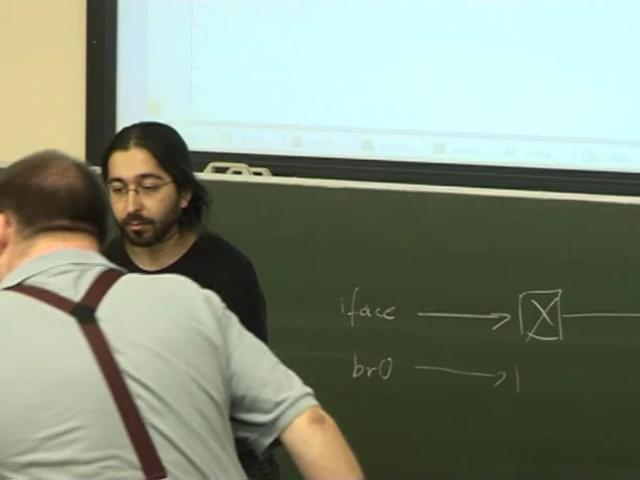 iface → X
br0 →